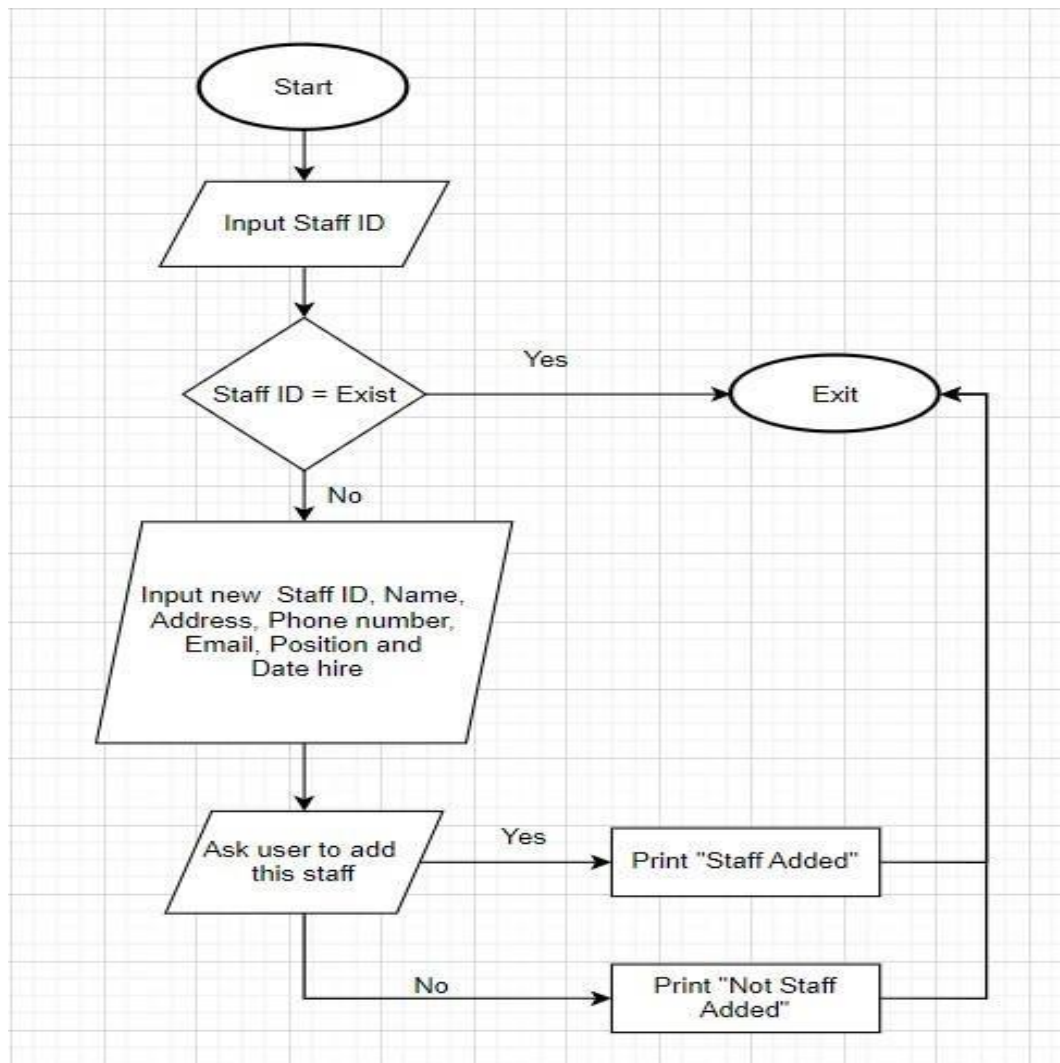 Start
Input Staff ID
Staff ID = Exist
Yes
Exit
No
Input new Staff ID, Name,
Address, Phone number,
Email, Position and
Date hire
Ask user to add
this staff
Yes
Print "Staff Added"
No
Print "Not Staff
Added"